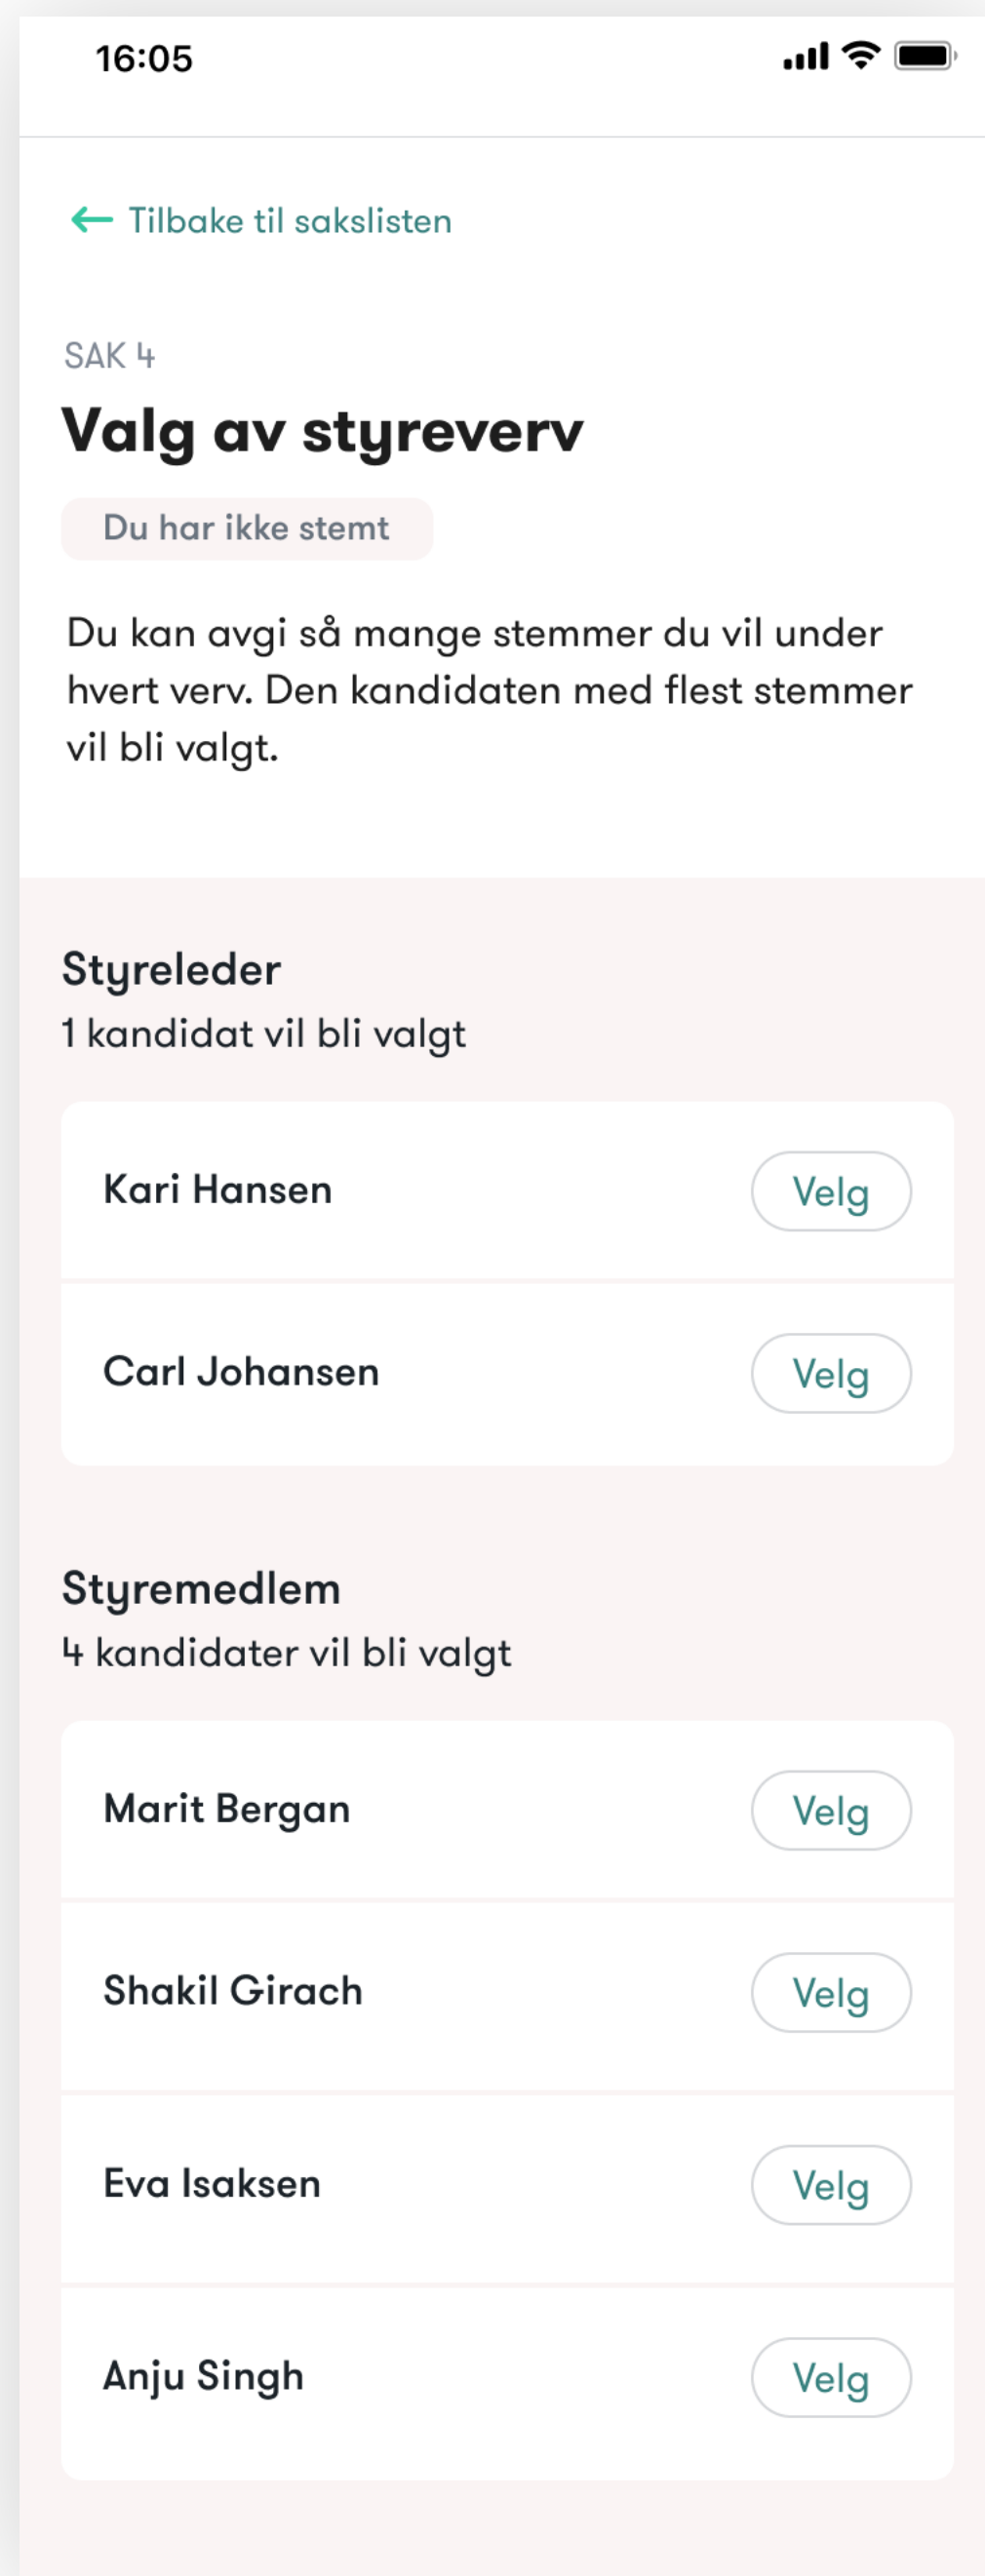 16:05
Tilbake til sakslisten
SAK 4
Valg av styreverv
Du har ikke stemt
Du kan avgi så mange stemmer du vil under
hvert verv. Den kandidaten med flest stemmer
vil bli valgt.
Styreleder
1 kandidat vil bli valgt
Kari Hansen
Velg
Carl Johansen
Velg
Styremedlem
4 kandidater vil bli valgt
Marit Bergan
Velg
Shakil Girach
Velg
Eva Isaksen
Velg
Anju Singh
Velg